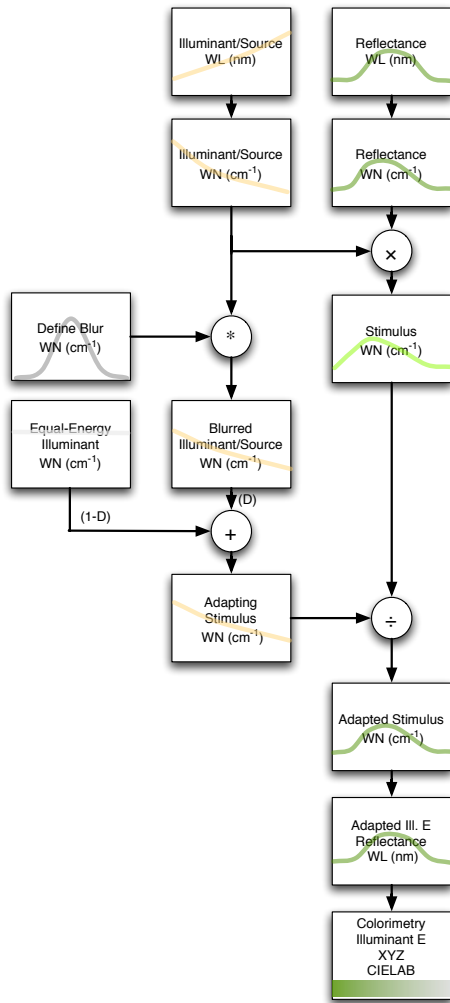 Illuminant/Source
WL (nm)
Reflectance
WL (nm)
Illuminant/Source
WN (cm⁻¹)
Reflectance
WN (cm⁻¹)
×
Define Blur
WN (cm⁻¹)
*
Stimulus
WN (cm⁻¹)
Equal-Energy
Illuminant
WN (cm⁻¹)
Blurred
Illuminant/Source
WN (cm⁻¹)
(D)
(1-D)
+
Adapting
Stimulus
WN (cm⁻¹)
÷
Adapted Stimulus
WN (cm⁻¹)
Adapted Ill. E
Reflectance
WL (nm)
Colorimetry
Illuminant E
XYZ
CIELAB